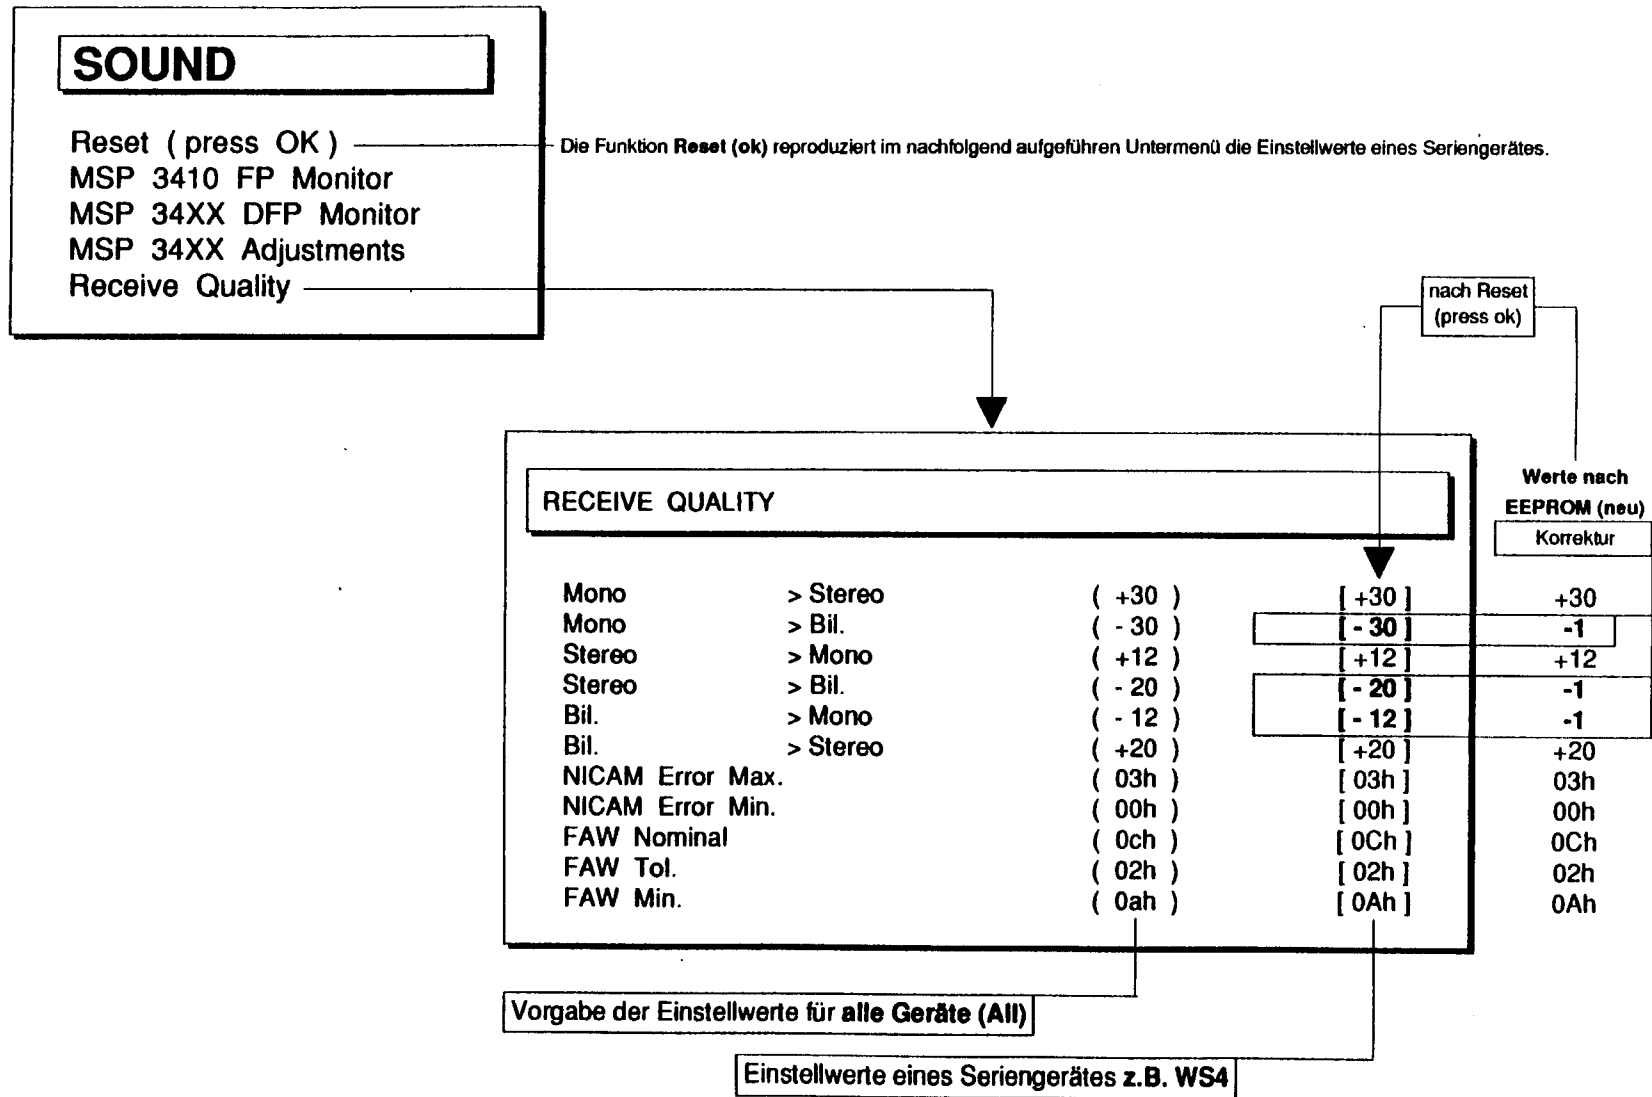 SOUND
Reset ( press OK )
Die Funktion Reset (ok) reproduziert im nachfolgend aufgeführen Untermenü die Einstellwerte eines Seriengerätes.
MSP 3410 FP Monitor
MSP 34XX DFP Monitor
MSP 34XX Adjustments
Receive Quality
nach Reset
(press ok)
Werte nach
EEPROM (neu)
Korrektur
RECEIVE QUALITY
Mono > Stereo ( +30 ) [ +30 ] +30
Mono > Bil. ( - 30 ) [ - 30 ] -1
Stereo > Mono ( +12 ) [ +12 ] +12
Stereo > Bil. ( - 20 ) [ - 20 ] -1
Bil. > Mono ( - 12 ) [ - 12 ] -1
Bil. > Stereo ( +20 ) [ +20 ] +20
NICAM Error Max. ( 03h ) [ 03h ] 03h
NICAM Error Min. ( 00h ) [ 00h ] 00h
FAW Nominal ( 0ch ) [ 0Ch ] 0Ch
FAW Tol. ( 02h ) [ 02h ] 02h
FAW Min. ( 0ah ) [ 0Ah ] 0Ah
Vorgabe der Einstellwerte für alle Geräte (All)
Einstellwerte eines Seriengerätes z.B. WS4